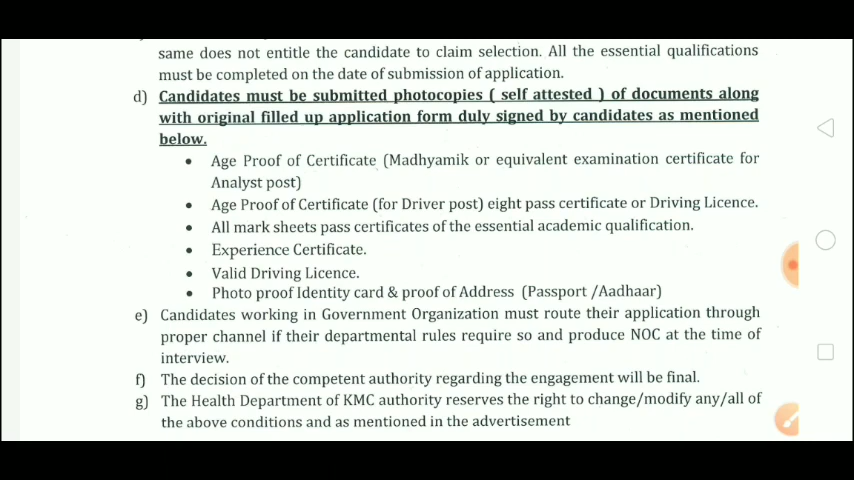 same does not entitle the candidate to claim selection. All the essential qualifications
must be completed on the date of submission of application.
d) Candidates must be submitted photocopies ( self attested ) of documents along
with original filled up application form duly signed by candidates as mentioned
below.
• Age Proof of Certificate (Madhyamik or equivalent examination certificate for
Analyst post)
• Age Proof of Certificate (for Driver post) eight pass certificate or Driving Licence.
• All mark sheets pass certificates of the essential academic qualification.
• Experience Certificate.
• Valid Driving Licence.
• Photo proof Identity card & proof of Address (Passport /Aadhaar)
e) Candidates working in Government Organization must route their application through
proper channel if their departmental rules require so and produce NOC at the time of
interview.
f) The decision of the competent authority regarding the engagement will be final.
g) The Health Department of KMC authority reserves the right to change/modify any/all of
the above conditions and as mentioned in the advertisement